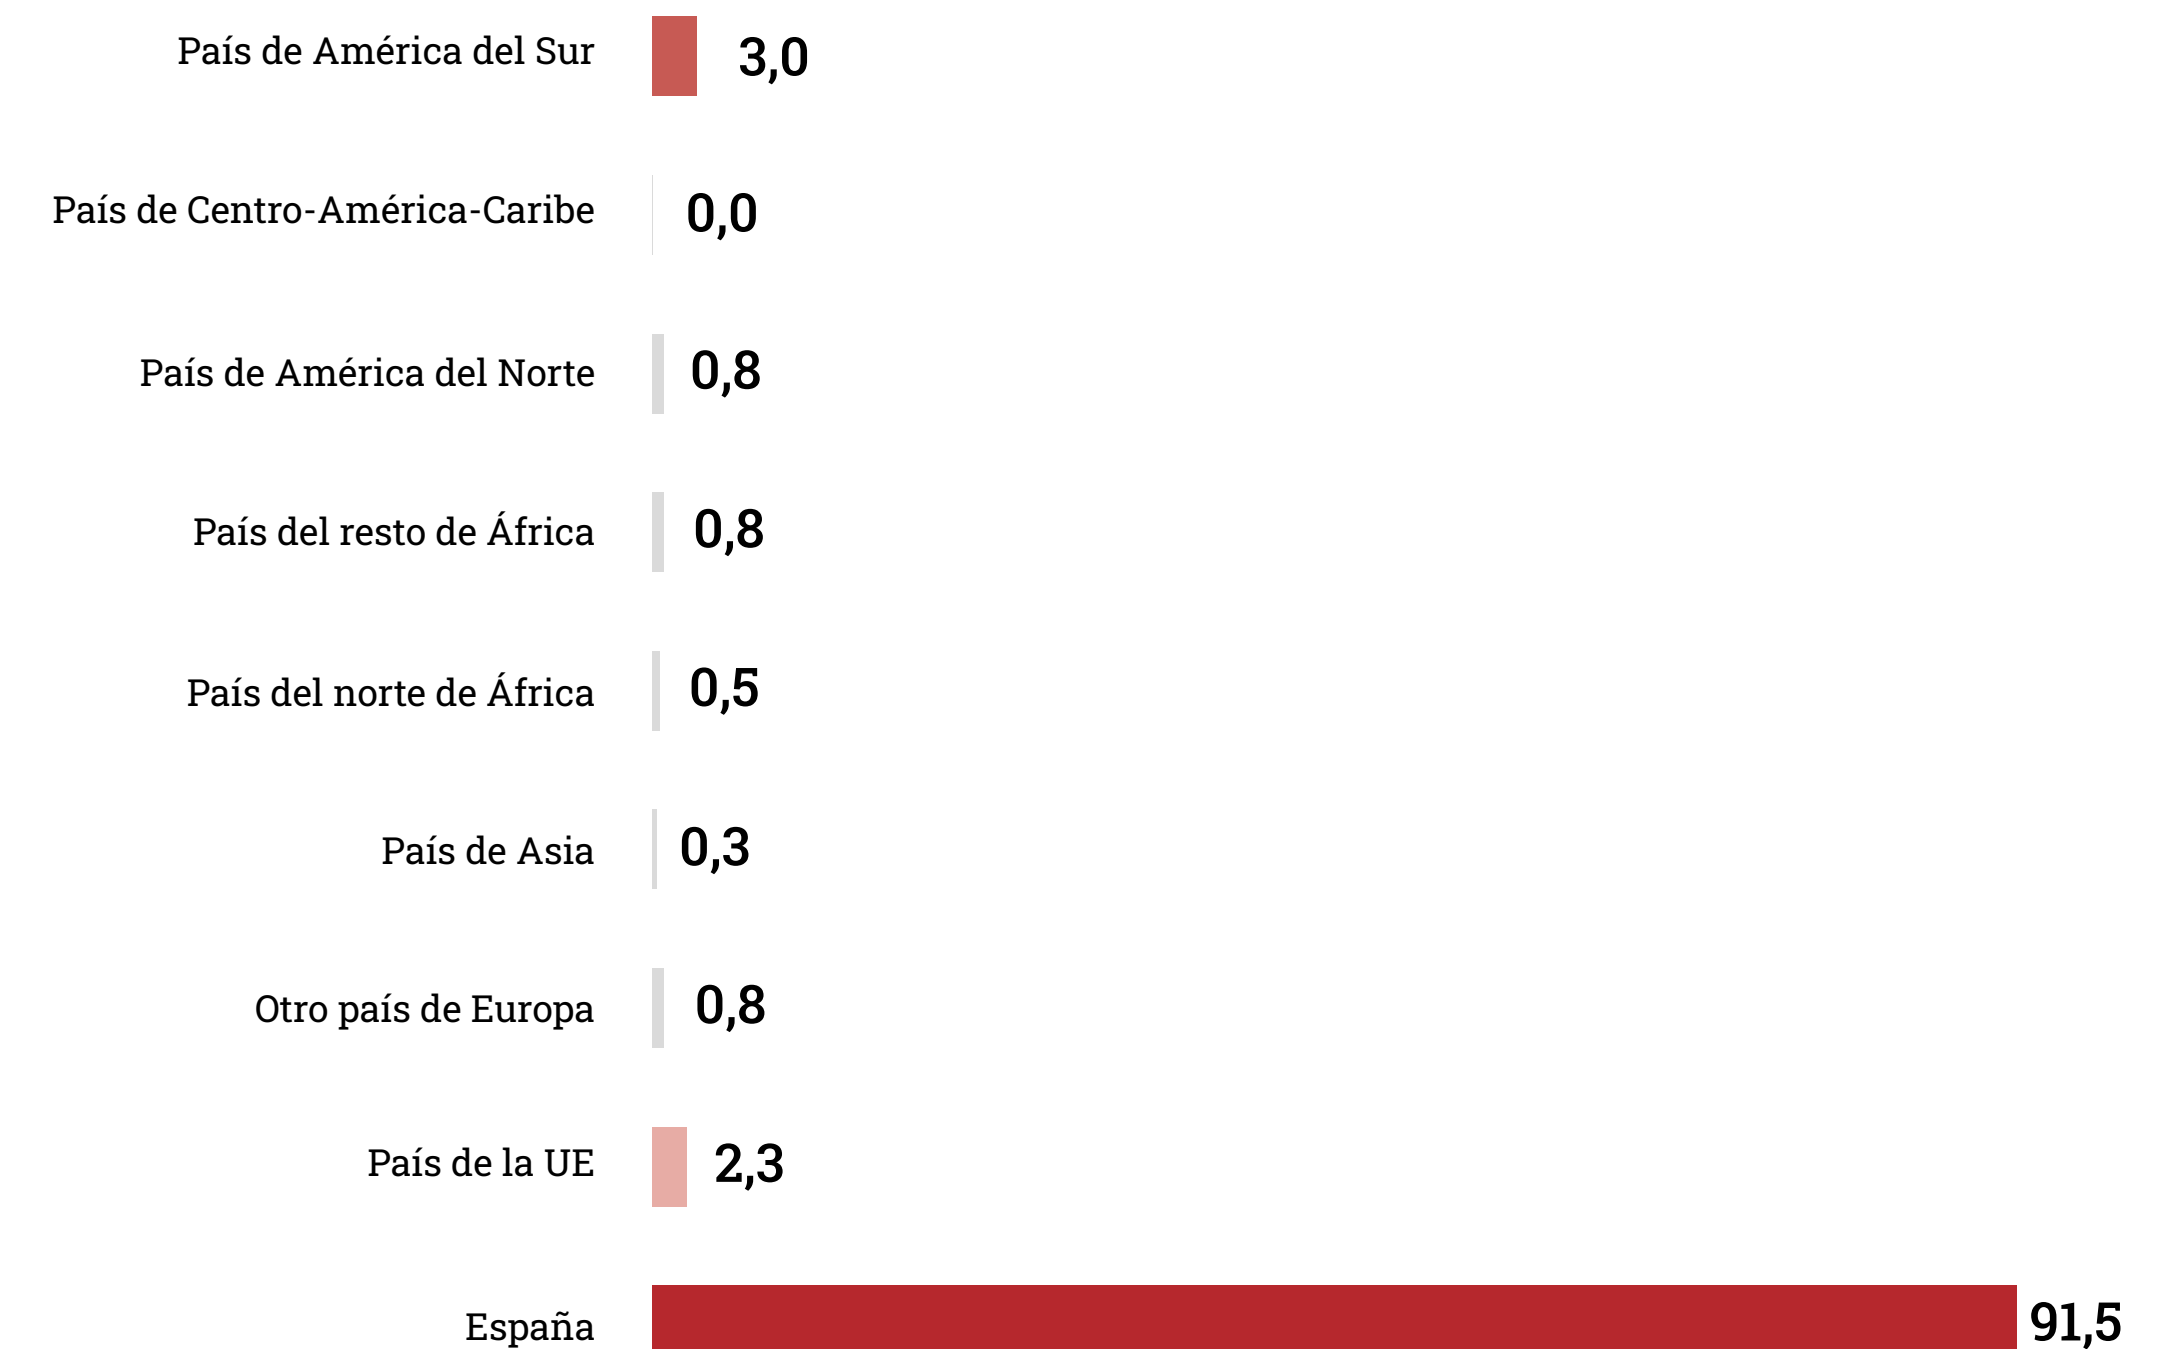 País de América del Sur 3,0
País de Centro-América-Caribe 0,0
País de América del Norte 0,8
País del resto de África 0,8
País del norte de África 0,5
País de Asia 0,3
Otro país de Europa 0,8
País de la UE 2,3
España 91,5